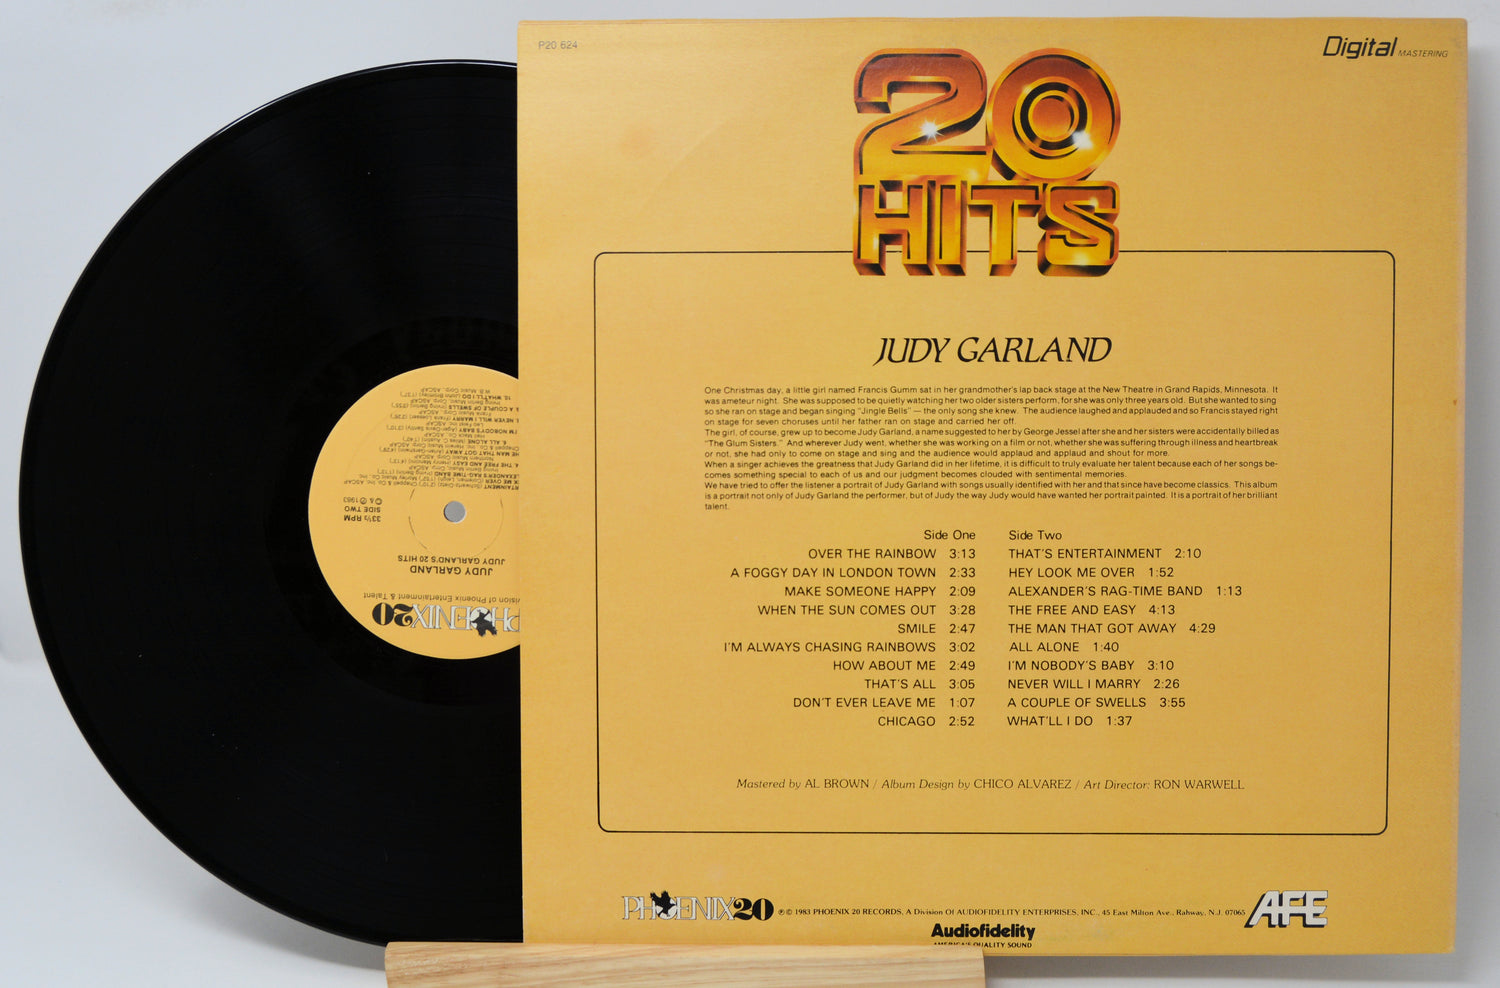 P20 624
Digital MASTERING
20
HITS
JUDY GARLAND
One Christmas day, a little girl named Francis Gumm sat in her grandmother's lap back stage at the New Theatre in Grand Rapids, Minnesota. It
was ameteur night. She was supposed to be quietly watching her two older sisters perform, for she was only three years old. But she wanted to sing
so she ran on stage and began singing "Jingle Bells" — the only song she knew. The audience laughed and applauded and so Francis stayed right
on stage for seven choruses until her father ran on stage and carried her off.
The girl, of course, grew up to become Judy Garland, a name suggested to her by George Jessel after she and her sisters were accidentally billed as
"The Glum Sisters." And wherever Judy went, whether she was working on a film or not, whether she was suffering through illness and heartbreak
or not, she had only to come on stage and sing and the audience would applaud and applaud and shout for more.
When a singer achieves the greatness that Judy Garland did in her lifetime, it is difficult to truly evaluate her talent because each of her songs be-
comes something special to each of us and our judgment becomes clouded with sentimental memories.
We have tried to offer the listener a portrait of Judy Garland with songs usually identified with her and that since have become classics. This album
is a portrait not only of Judy Garland the performer, but of Judy the way Judy would have wanted her portrait painted. It is a portrait of her brilliant
talent.
Side One
OVER THE RAINBOW 3:13
A FOGGY DAY IN LONDON TOWN 2:33
MAKE SOMEONE HAPPY 2:09
WHEN THE SUN COMES OUT 3:28
SMILE 2:47
I'M ALWAYS CHASING RAINBOWS 3:02
HOW ABOUT ME 2:49
THAT'S ALL 3:05
DON'T EVER LEAVE ME 1:07
CHICAGO 2:52
Side Two
THAT'S ENTERTAINMENT 2:10
HEY LOOK ME OVER 1:52
ALEXANDER'S RAG-TIME BAND 1:13
THE FREE AND EASY 4:13
THE MAN THAT GOT AWAY 4:29
ALL ALONE 1:40
I'M NOBODY'S BABY 3:10
NEVER WILL I MARRY 2:26
A COUPLE OF SWELLS 3:55
WHAT'LL I DO 1:37
Mastered by AL BROWN / Album Design by CHICO ALVAREZ / Art Director: RON WARWELL
PHOENIX20
℗© 1983 PHOENIX 20 RECORDS, A Division Of AUDIOFIDELITY ENTERPRISES, INC., 45 East Milton Ave., Rahway, N.J. 07065
AFE
Audiofidelity
AMERICA'S QUALITY SOUND
PHOENIX20
vision of Phoenix Entertainment & Talent
JUDY GARLAND
JUDY GARLAND'S 20 HITS
33⅓ RPM
SIDE TWO
© & ℗ 1983